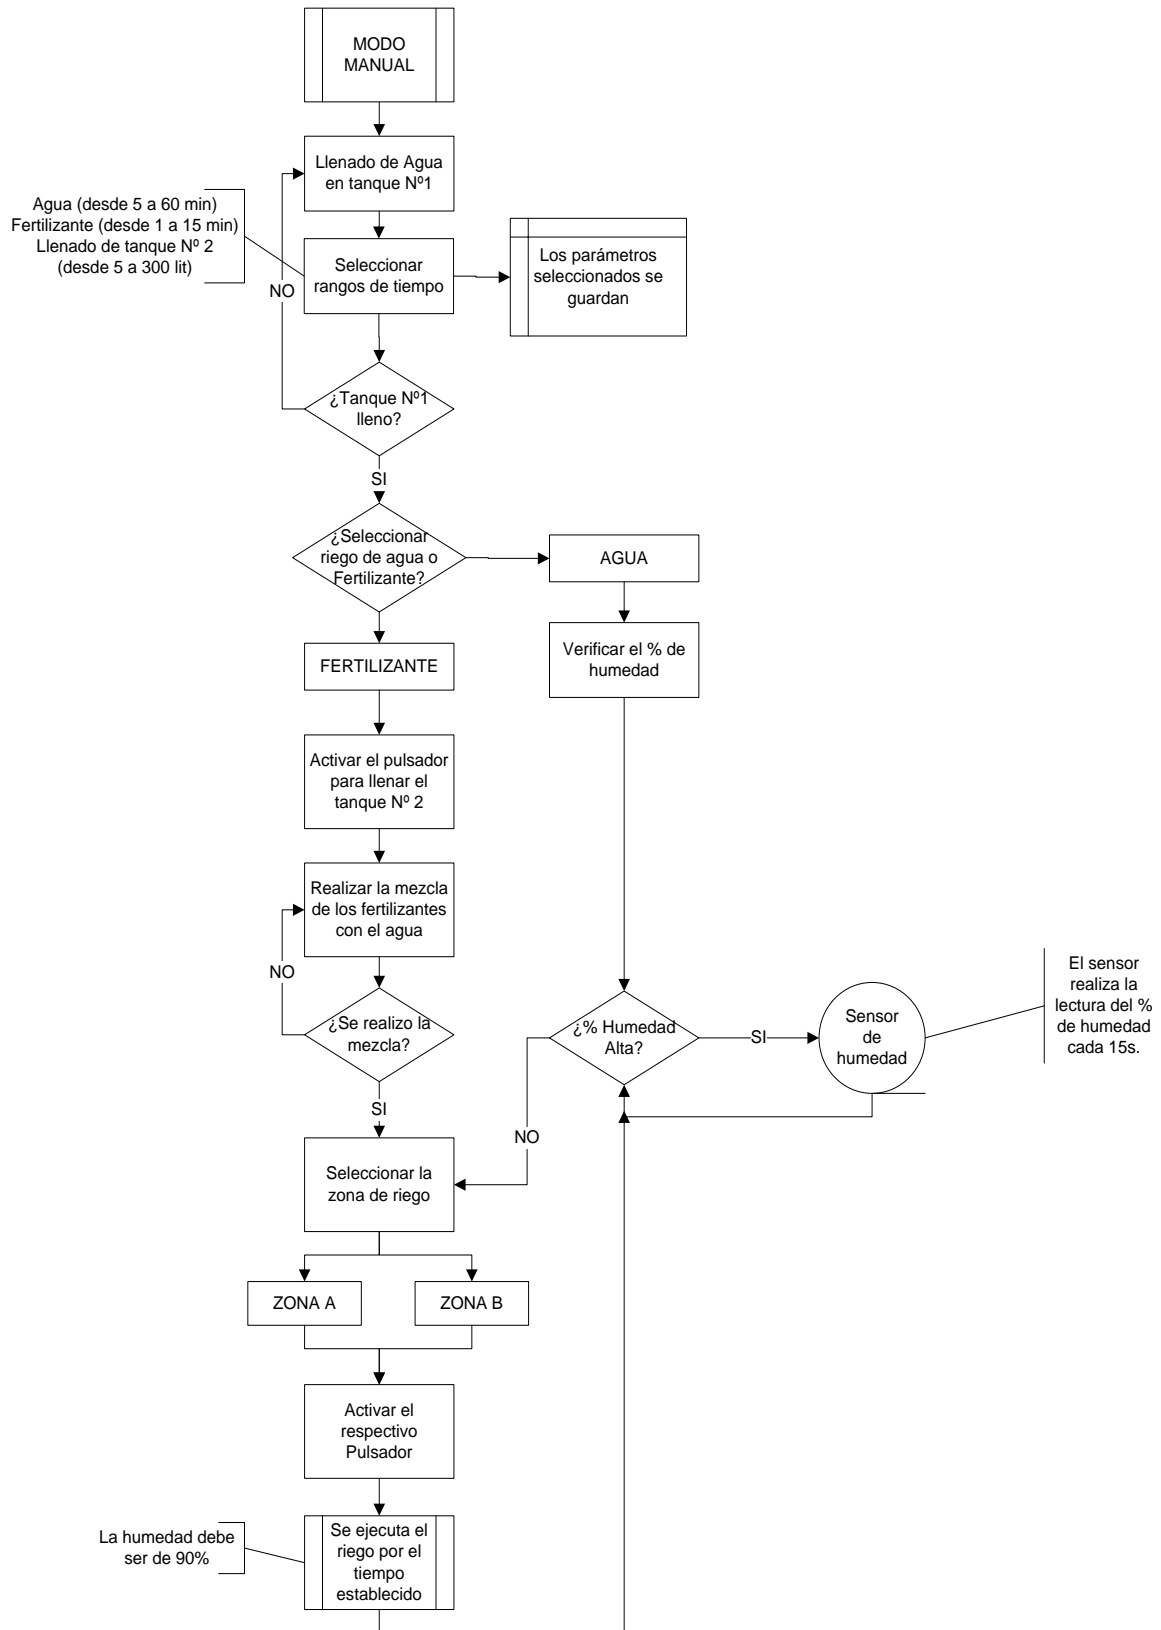 MODO
MANUAL
Llenado de Agua
en tanque Nº1
Agua (desde 5 a 60 min)
Fertilizante (desde 1 a 15 min)
Llenado de tanque Nº 2
(desde 5 a 300 lit)
Seleccionar
rangos de tiempo
Los parámetros
seleccionados se
guardan
NO
¿Tanque Nº1
lleno?
SI
¿Seleccionar
riego de agua o
Fertilizante?
AGUA
FERTILIZANTE
Verificar el % de
humedad
Activar el pulsador
para llenar el
tanque Nº 2
Realizar la mezcla
de los fertilizantes
con el agua
NO
¿Se realizo la
mezcla?
¿% Humedad
Alta?
SI
Sensor
de
humedad
El sensor
realiza la
lectura del %
de humedad
cada 15s.
SI
NO
Seleccionar la
zona de riego
ZONA A
ZONA B
Activar el
respectivo
Pulsador
La humedad debe
ser de 90%
Se ejecuta el
riego por el
tiempo
establecido